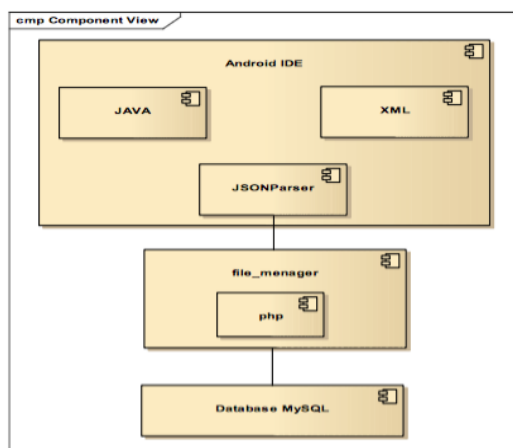 cmp Component View
Android IDE
JAVA
XML
JSONParser
file_menager
php
Database MySQL